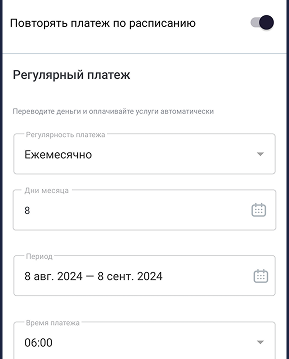 Повторять платеж по расписанию
Регулярный платеж
Переводите деньги и оплачивайте услуги автоматически
Регулярность платежа
Ежемесячно
Дни месяца
8
Период
8 авг. 2024 — 8 сент. 2024
Время платежа
06:00